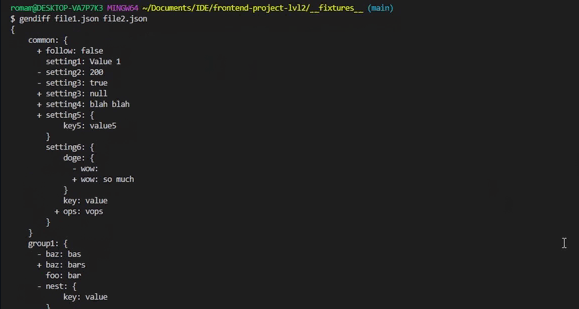 roman@DESKTOP-VA7P7K3 MINGW64 ~/Documents/IDE/frontend-project-lvl2/__fixtures__ (main)
$ gendiff file1.json file2.json
{
    common: {
      + follow: false
        setting1: Value 1
      - setting2: 200
      - setting3: true
      + setting3: null
      + setting4: blah blah
      + setting5: {
            key5: value5
        }
        setting6: {
            doge: {
              - wow:
              + wow: so much
            }
            key: value
          + ops: vops
        }
    }
    group1: {
      - baz: bas
      + baz: bars
        foo: bar
      - nest: {
            key: value
        }